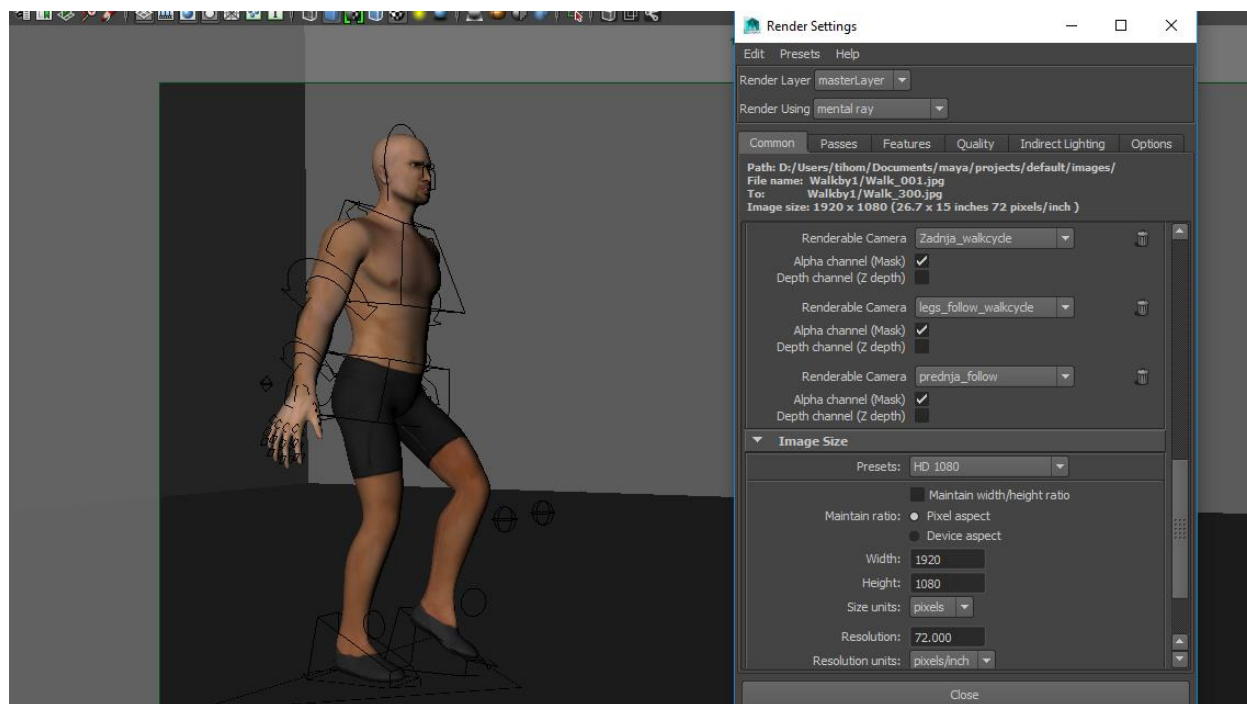 Render Settings
Edit Presets Help
Render Layer masterLayer
Render Using mental ray
Common Passes Features Quality Indirect Lighting Options
Path: D:/Users/tihom/Documents/maya/projects/default/images/
File name: Walkby1/Walk_001.jpg
To: Walkby1/Walk_300.jpg
Image size: 1920 x 1080 (26.7 x 15 inches 72 pixels/inch )
Renderable Camera Zadnja_walkcycle
Alpha channel (Mask)
Depth channel (Z depth)
Renderable Camera legs_follow_walkcycle
Alpha channel (Mask)
Depth channel (Z depth)
Renderable Camera prednja_follow
Alpha channel (Mask)
Depth channel (Z depth)
Image Size
Presets: HD 1080
Maintain width/height ratio
Maintain ratio: Pixel aspect
Device aspect
Width: 1920
Height: 1080
Size units: pixels
Resolution: 72.000
Resolution units: pixels/inch
Close